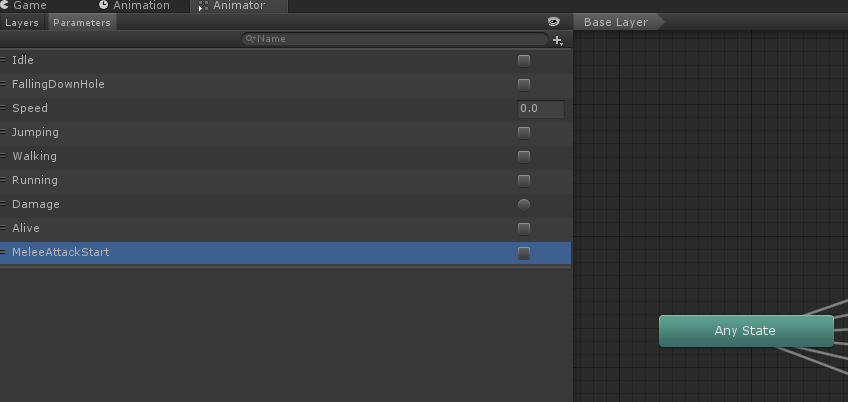 Game Animation Animator
Layers Parameters Base Layer
Name
Idle
FallingDownHole
Speed 0.0
Jumping
Walking
Running
Damage
Alive
MeleeAttackStart
Any State